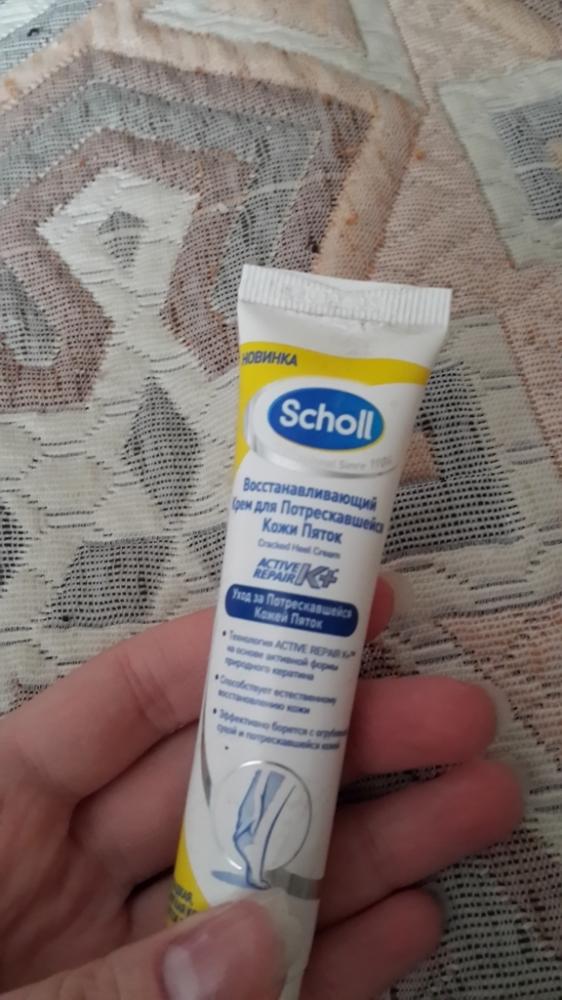 НОВИНКА
Scholl
Since
Восстанавливающий
Крем для Потрескавшейся
Кожи Пяток
Cracked Heel Cream
ACTIVE
REPAIR K+
Уход за Потрескавшейся
Кожей Пяток
• Технология ACTIVE REPAIR K+™
на основе активной формы
природного кератина
• Способствует естественному
восстановлению кожи
• Эффективно борется с огрубевшей
сухой и потрескавшейся кожей